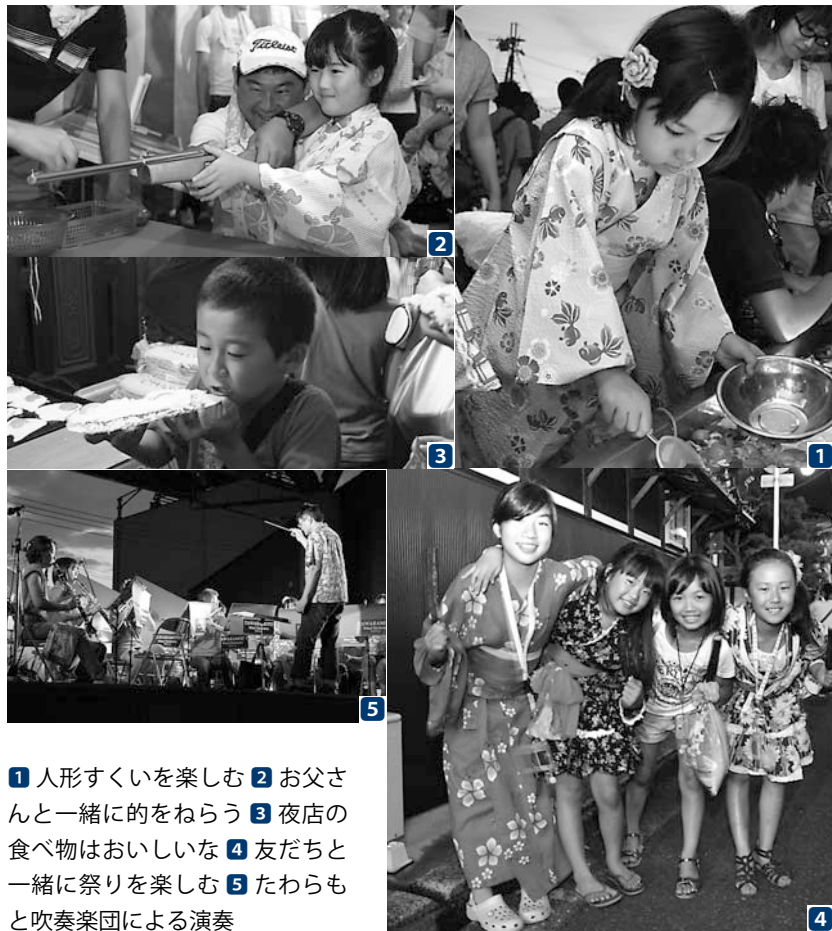 Titleist
2
1
3
5
4
1 人形すくいを楽しむ 2 お父さ
んと一緒に的をねらう 3 夜店の
食べ物はおいしいな 4 友だちと
一緒に祭りを楽しむ 5 たわらも
と吹奏楽団による演奏